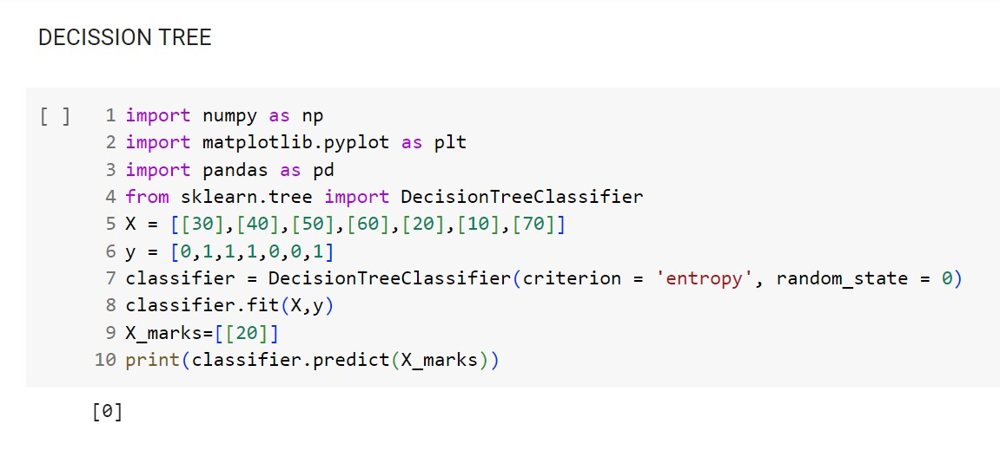 DECISSION TREE
[ ] 1 import numpy as np
2 import matplotlib.pyplot as plt
3 import pandas as pd
4 from sklearn.tree import DecisionTreeClassifier
5 X = [[30],[40],[50],[60],[20],[10],[70]]
6 y = [0,1,1,1,0,0,1]
7 classifier = DecisionTreeClassifier(criterion = 'entropy', random_state = 0)
8 classifier.fit(X,y)
9 X_marks=[[20]]
10 print(classifier.predict(X_marks))
[0]